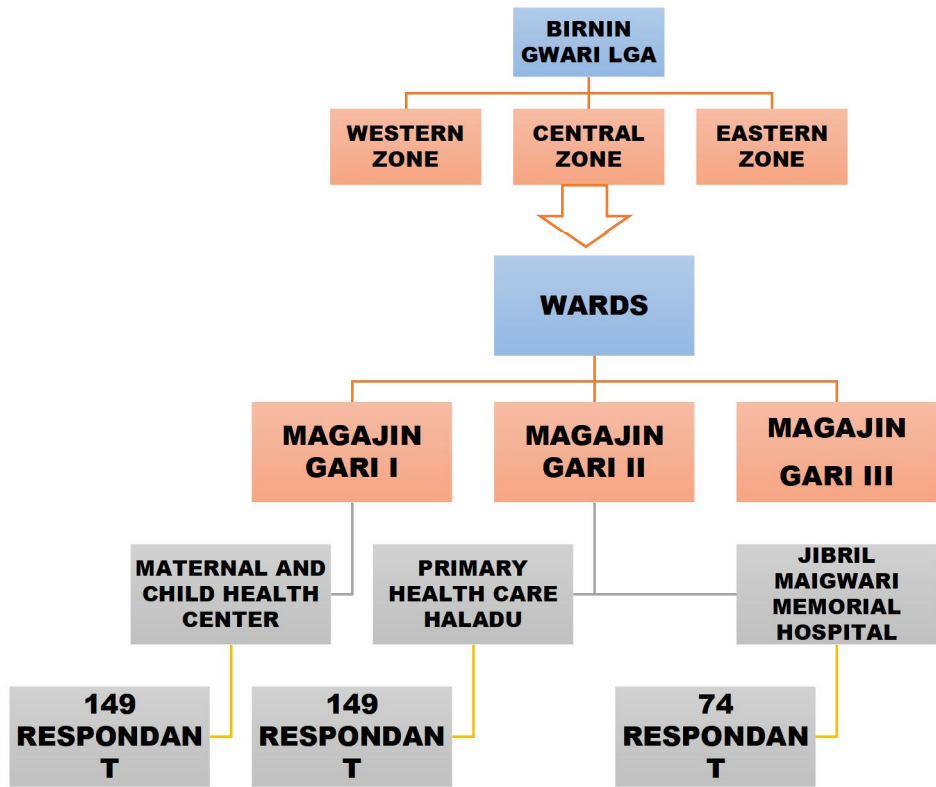 BIRNIN
GWARI LGA
WESTERN
ZONE
CENTRAL
ZONE
EASTERN
ZONE
WARDS
MAGAJIN
GARI I
MAGAJIN
GARI II
MAGAJIN
GARI III
MATERNAL AND
CHILD HEALTH
CENTER
PRIMARY
HEALTH CARE
HALADU
JIBRIL
MAIGWARI
MEMORIAL
HOSPITAL
149
RESPONDAN
T
149
RESPONDAN
T
74
RESPONDAN
T